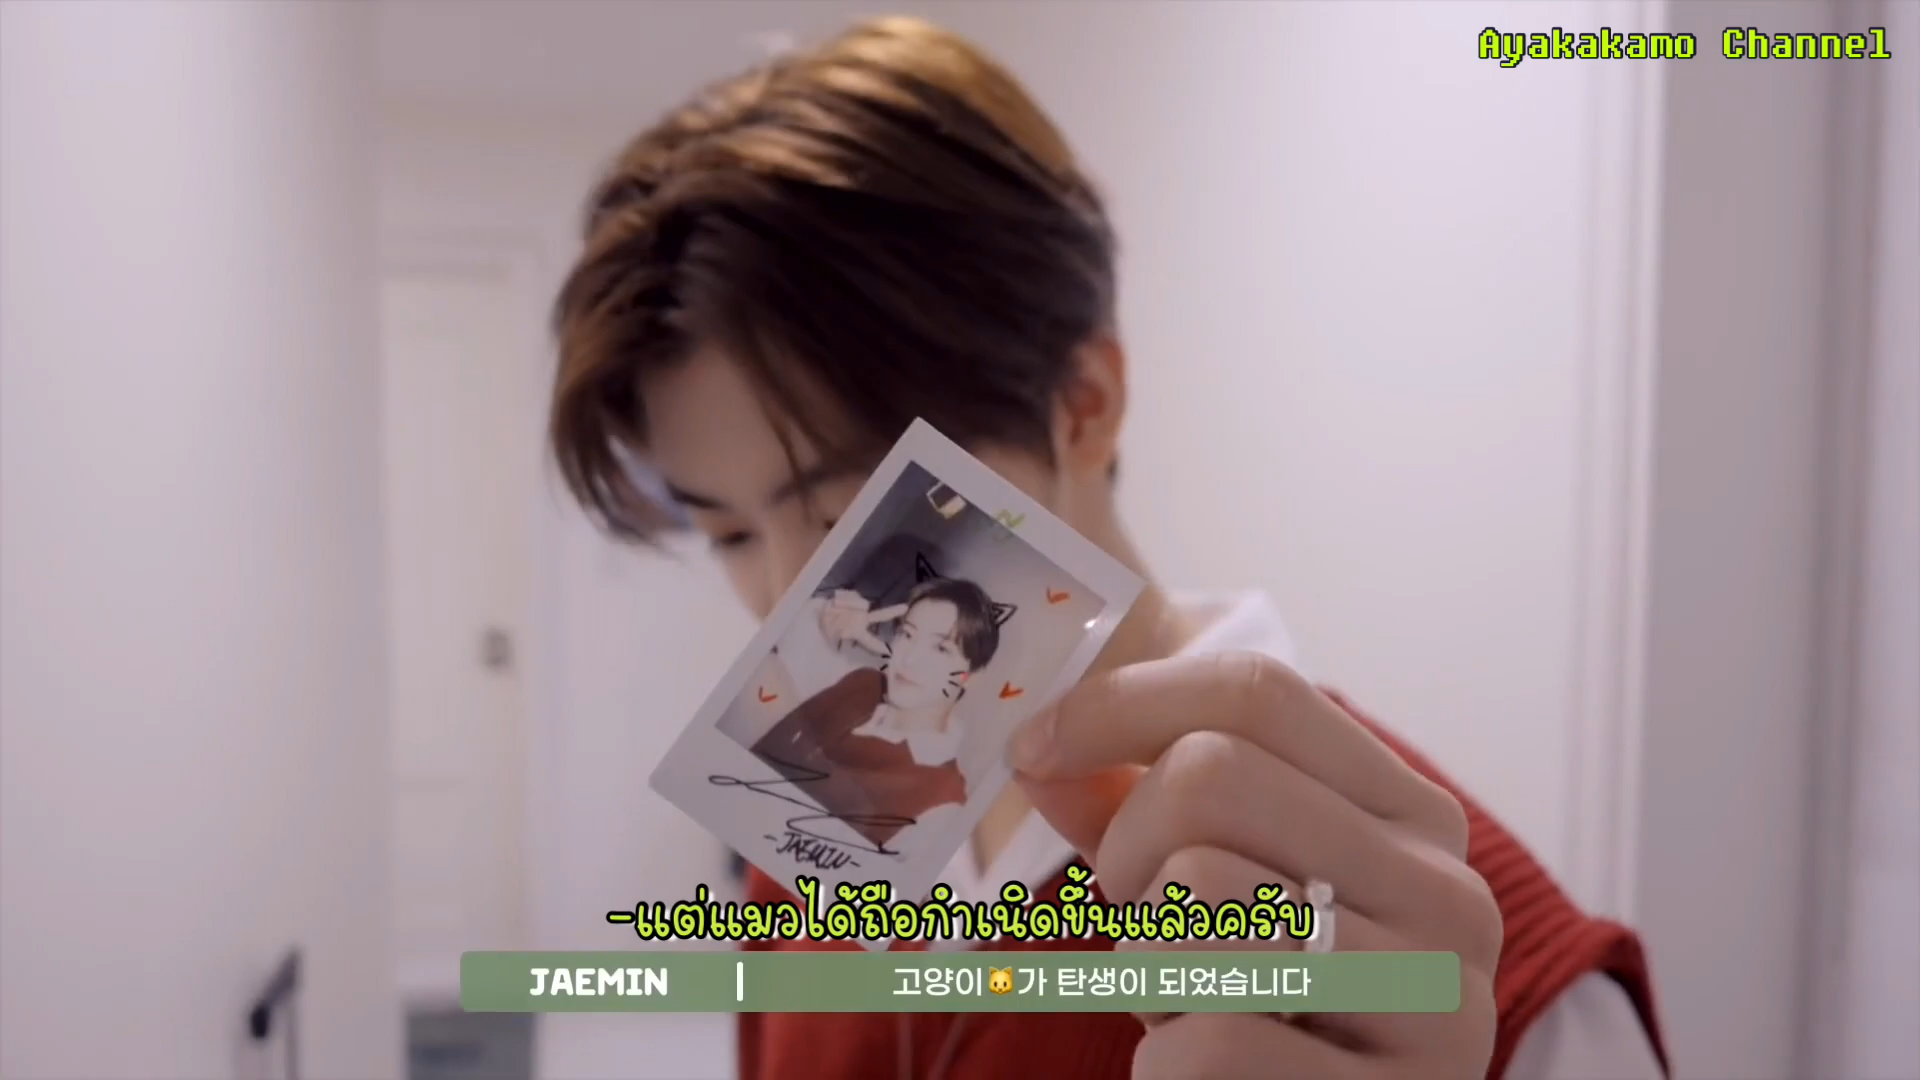 Ayakakamo Channel
-JAEMIN-
-แต่แมวได้ถือกำเนิดขึ้นแล้วครับ
JAEMIN | 고양이🐱가 탄생이 되었습니다